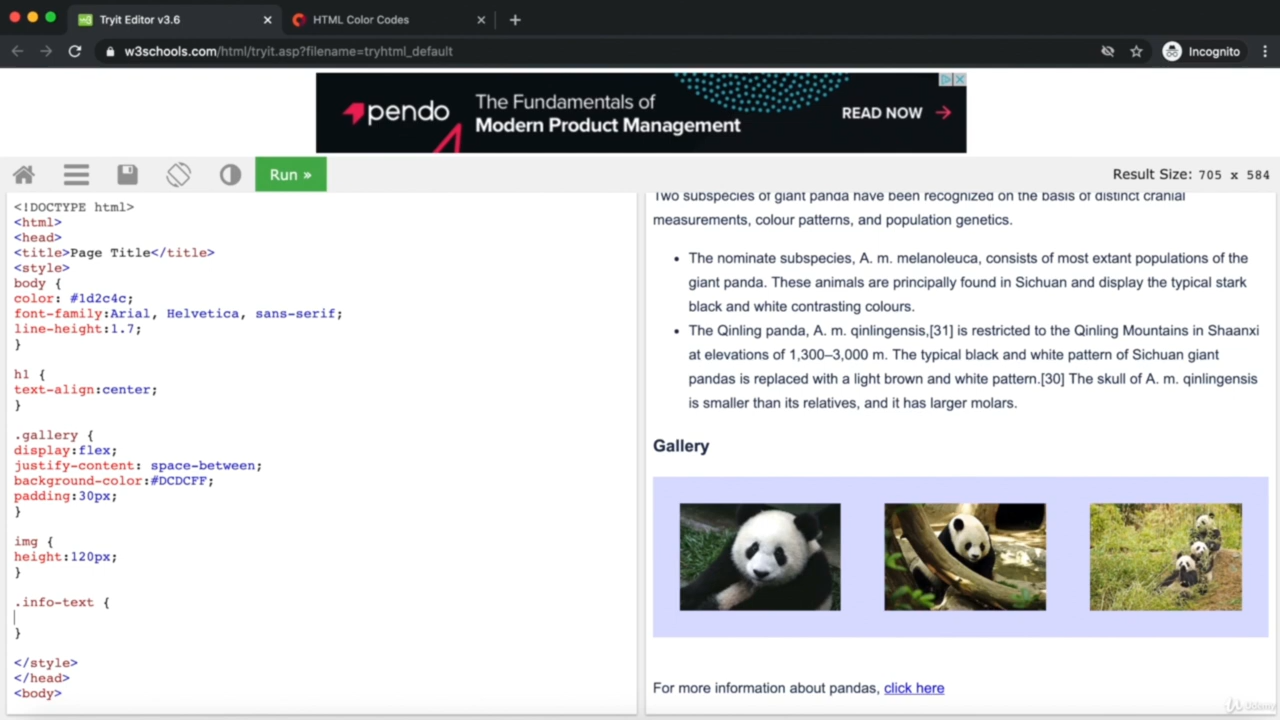 Tryit Editor v3.6
HTML Color Codes
w3schools.com/html/tryit.asp?filename=tryhtml_default
Incognito
pendo
The Fundamentals of
Modern Product Management
READ NOW
Run »
Result Size: 705 x 584
<!DOCTYPE html>
<html>
<head>
<title>Page Title</title>
<style>
body {
color: #1d2c4c;
font-family:Arial, Helvetica, sans-serif;
line-height:1.7;
}
h1 {
text-align:center;
}
.gallery {
display:flex;
justify-content: space-between;
background-color:#DCDCFF;
padding:30px;
}
img {
height:120px;
}
.info-text {
}
</style>
</head>
<body>
Two subspecies of giant panda have been recognized on the basis of distinct cranial
measurements, colour patterns, and population genetics.
• The nominate subspecies, A. m. melanoleuca, consists of most extant populations of the
giant panda. These animals are principally found in Sichuan and display the typical stark
black and white contrasting colours.
• The Qinling panda, A. m. qinlingensis,[31] is restricted to the Qinling Mountains in Shaanxi
at elevations of 1,300–3,000 m. The typical black and white pattern of Sichuan giant
pandas is replaced with a light brown and white pattern.[30] The skull of A. m. qinlingensis
is smaller than its relatives, and it has larger molars.
Gallery
For more information about pandas, click here
Udemy